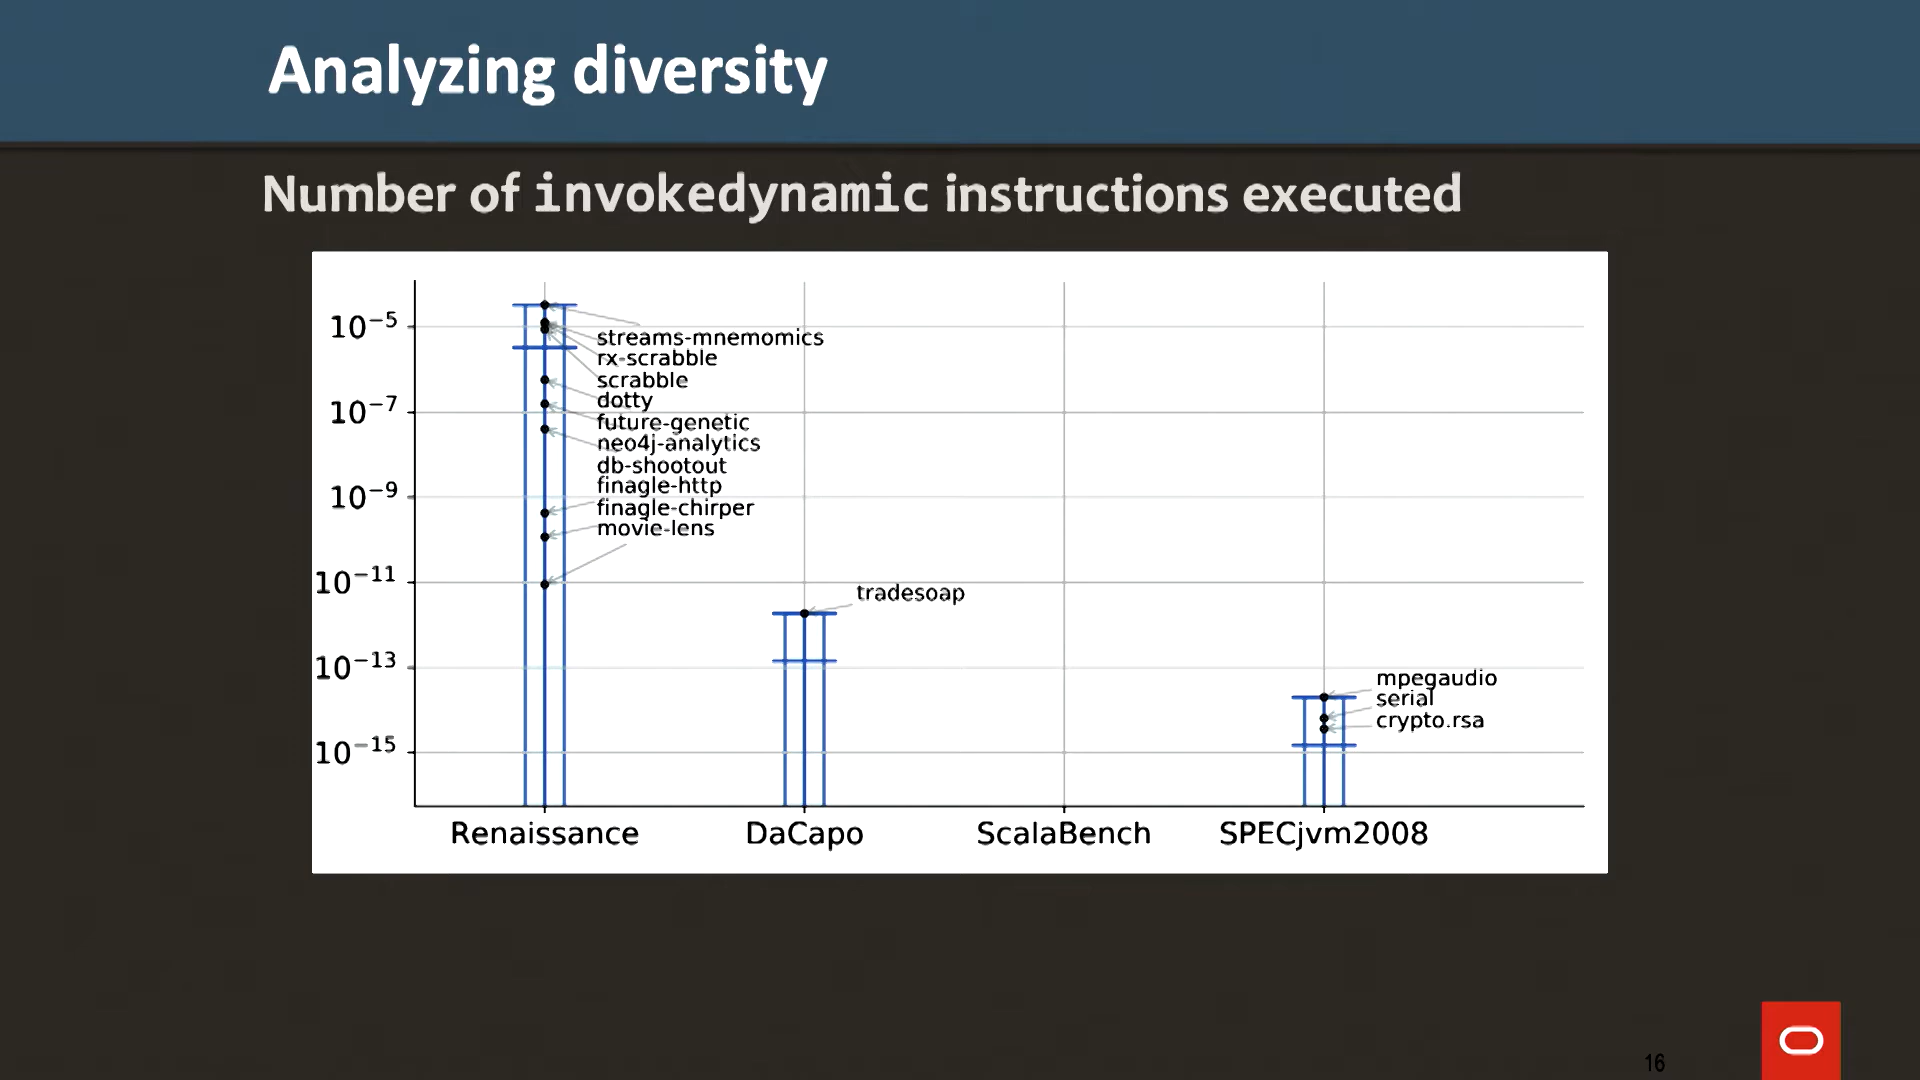 Analyzing diversity
Number of invokedynamic instructions executed
10−5
10−7
10−9
10−11
10−13
10−15
streams-mnemomics
rx-scrabble
scrabble
dotty
future-genetic
neo4j-analytics
db-shootout
finagle-http
finagle-chirper
movie-lens
tradesoap
mpegaudio
serial
crypto.rsa
Renaissance DaCapo ScalaBench SPECjvm2008
16